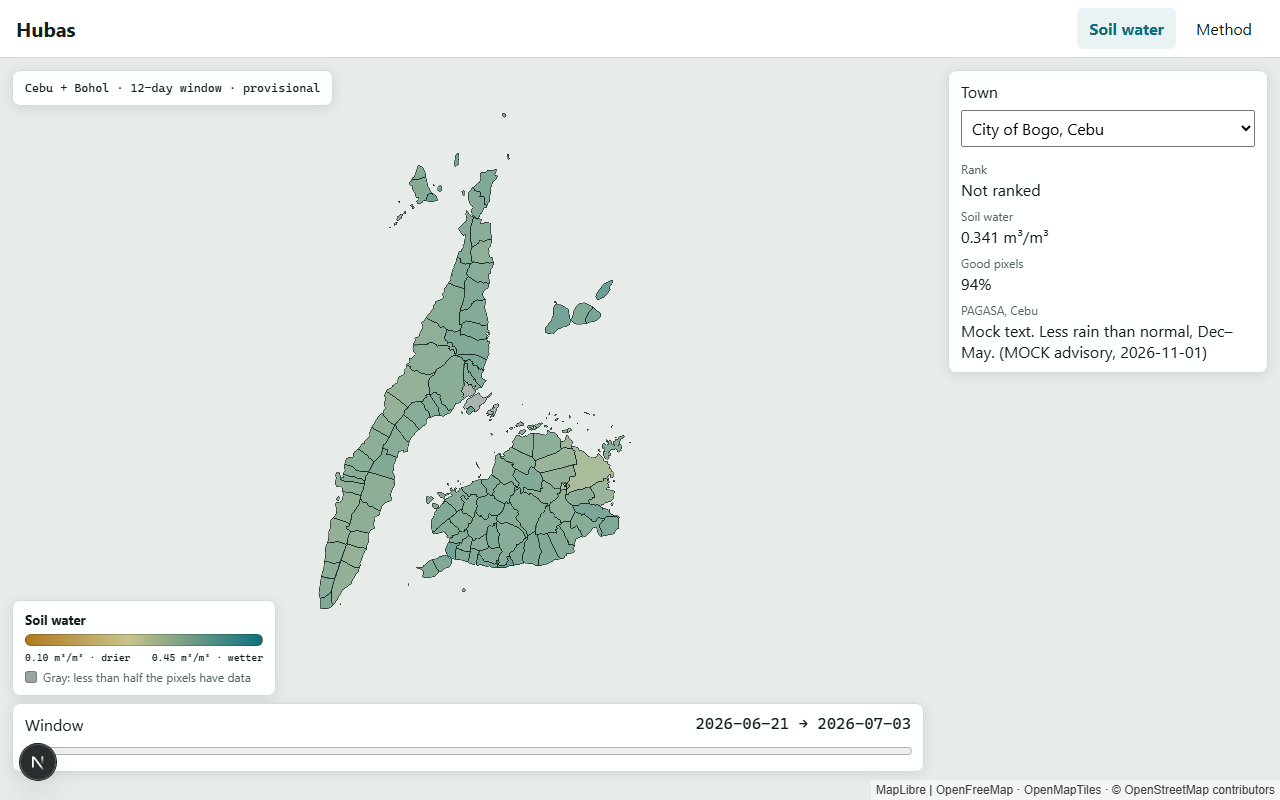 Hubas
Soil water
Method
Cebu + Bohol · 12-day window · provisional
Town
City of Bogo, Cebu
Rank
Not ranked
Soil water
0.341 m³/m³
Good pixels
94%
PAGASA, Cebu
Mock text. Less rain than normal, Dec–
May. (MOCK advisory, 2026-11-01)
Soil water
0.10 m³/m³ · drier 0.45 m³/m³ · wetter
Gray: less than half the pixels have data
Window
2026-06-21 → 2026-07-03
N
MapLibre | OpenFreeMap · OpenMapTiles · © OpenStreetMap contributors